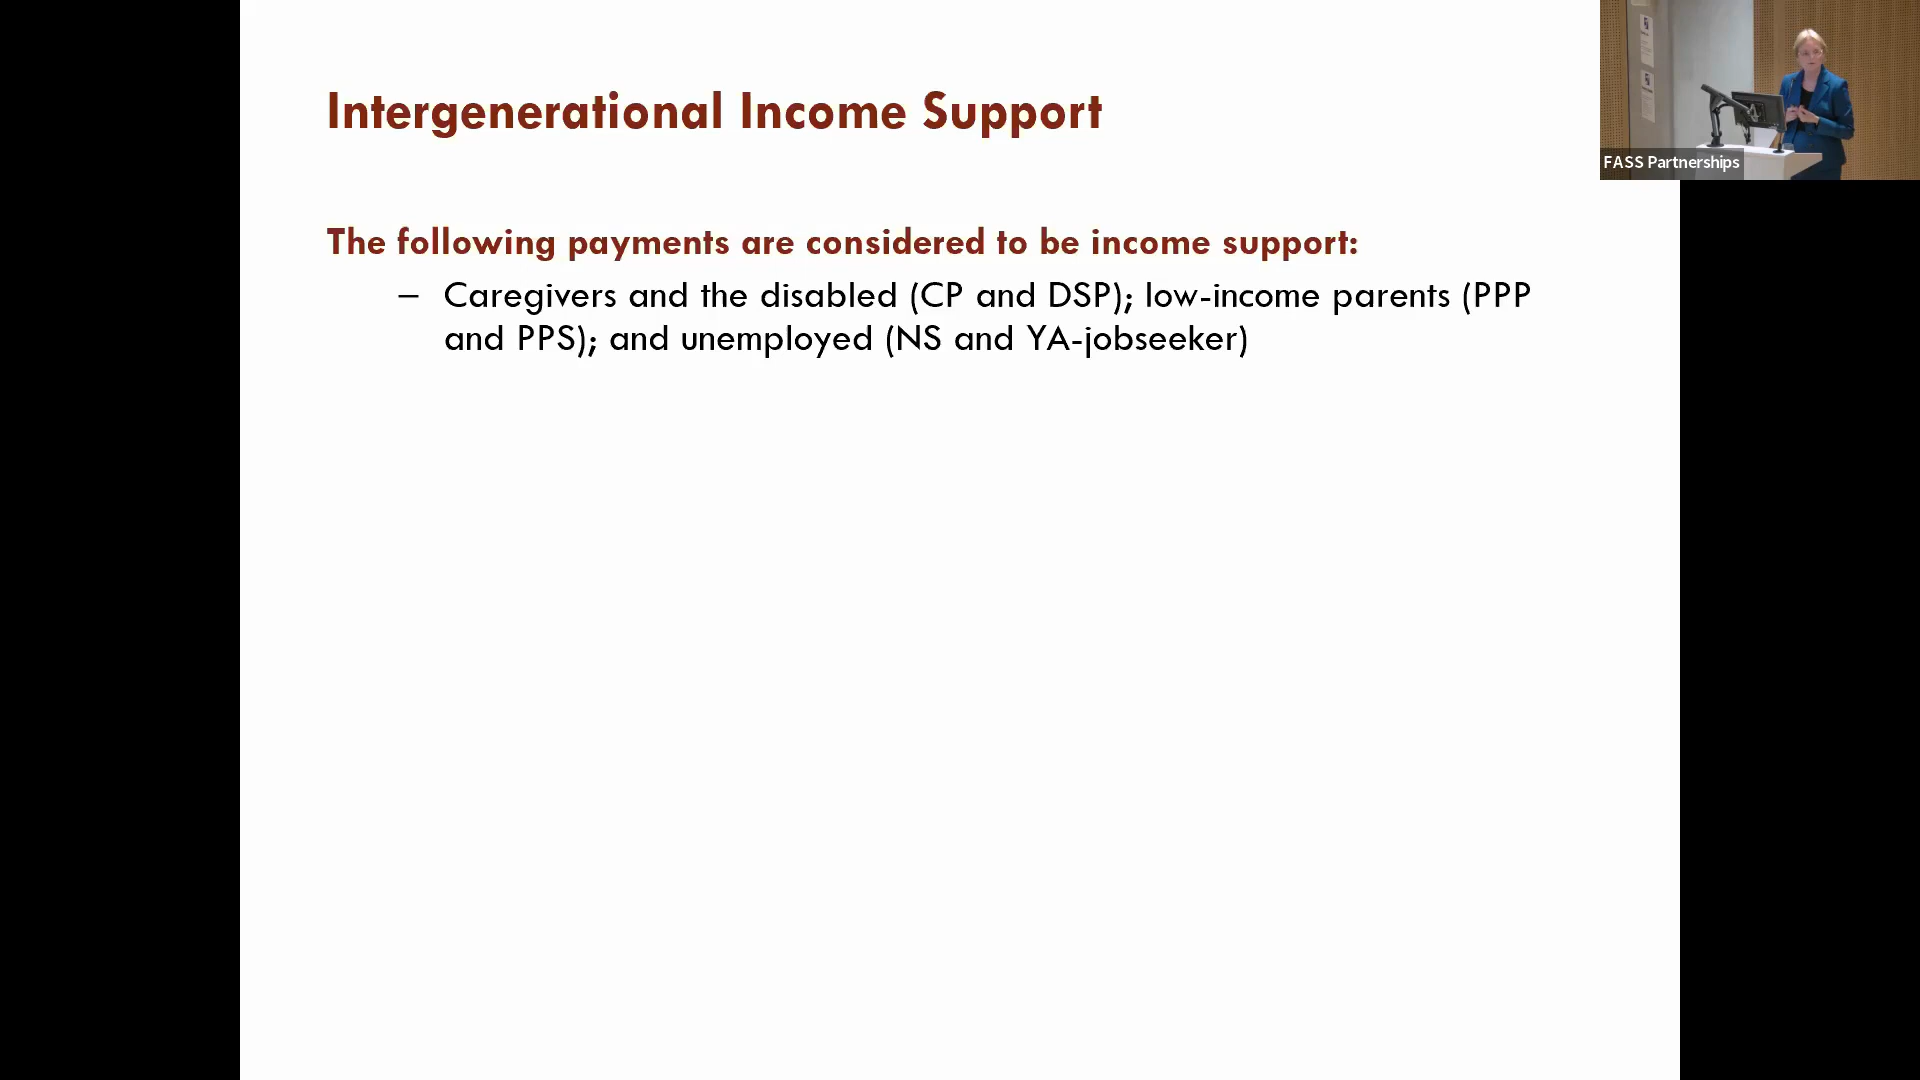 Intergenerational Income Support
The following payments are considered to be income support:
– Caregivers and the disabled (CP and DSP); low-income parents (PPP
and PPS); and unemployed (NS and YA-jobseeker)
FASS Partnerships